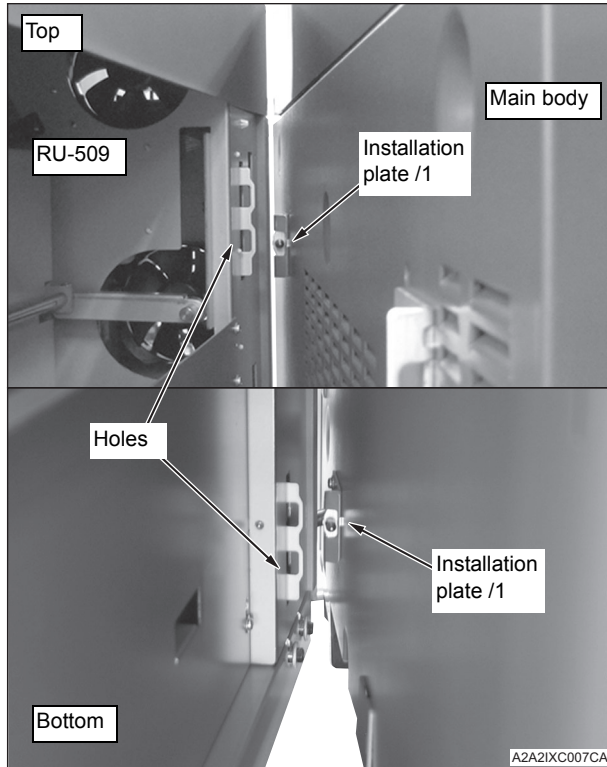 Top
Main body
RU-509
Installation
plate /1
Holes
Installation
plate /1
Bottom
A2A2IXC007CA